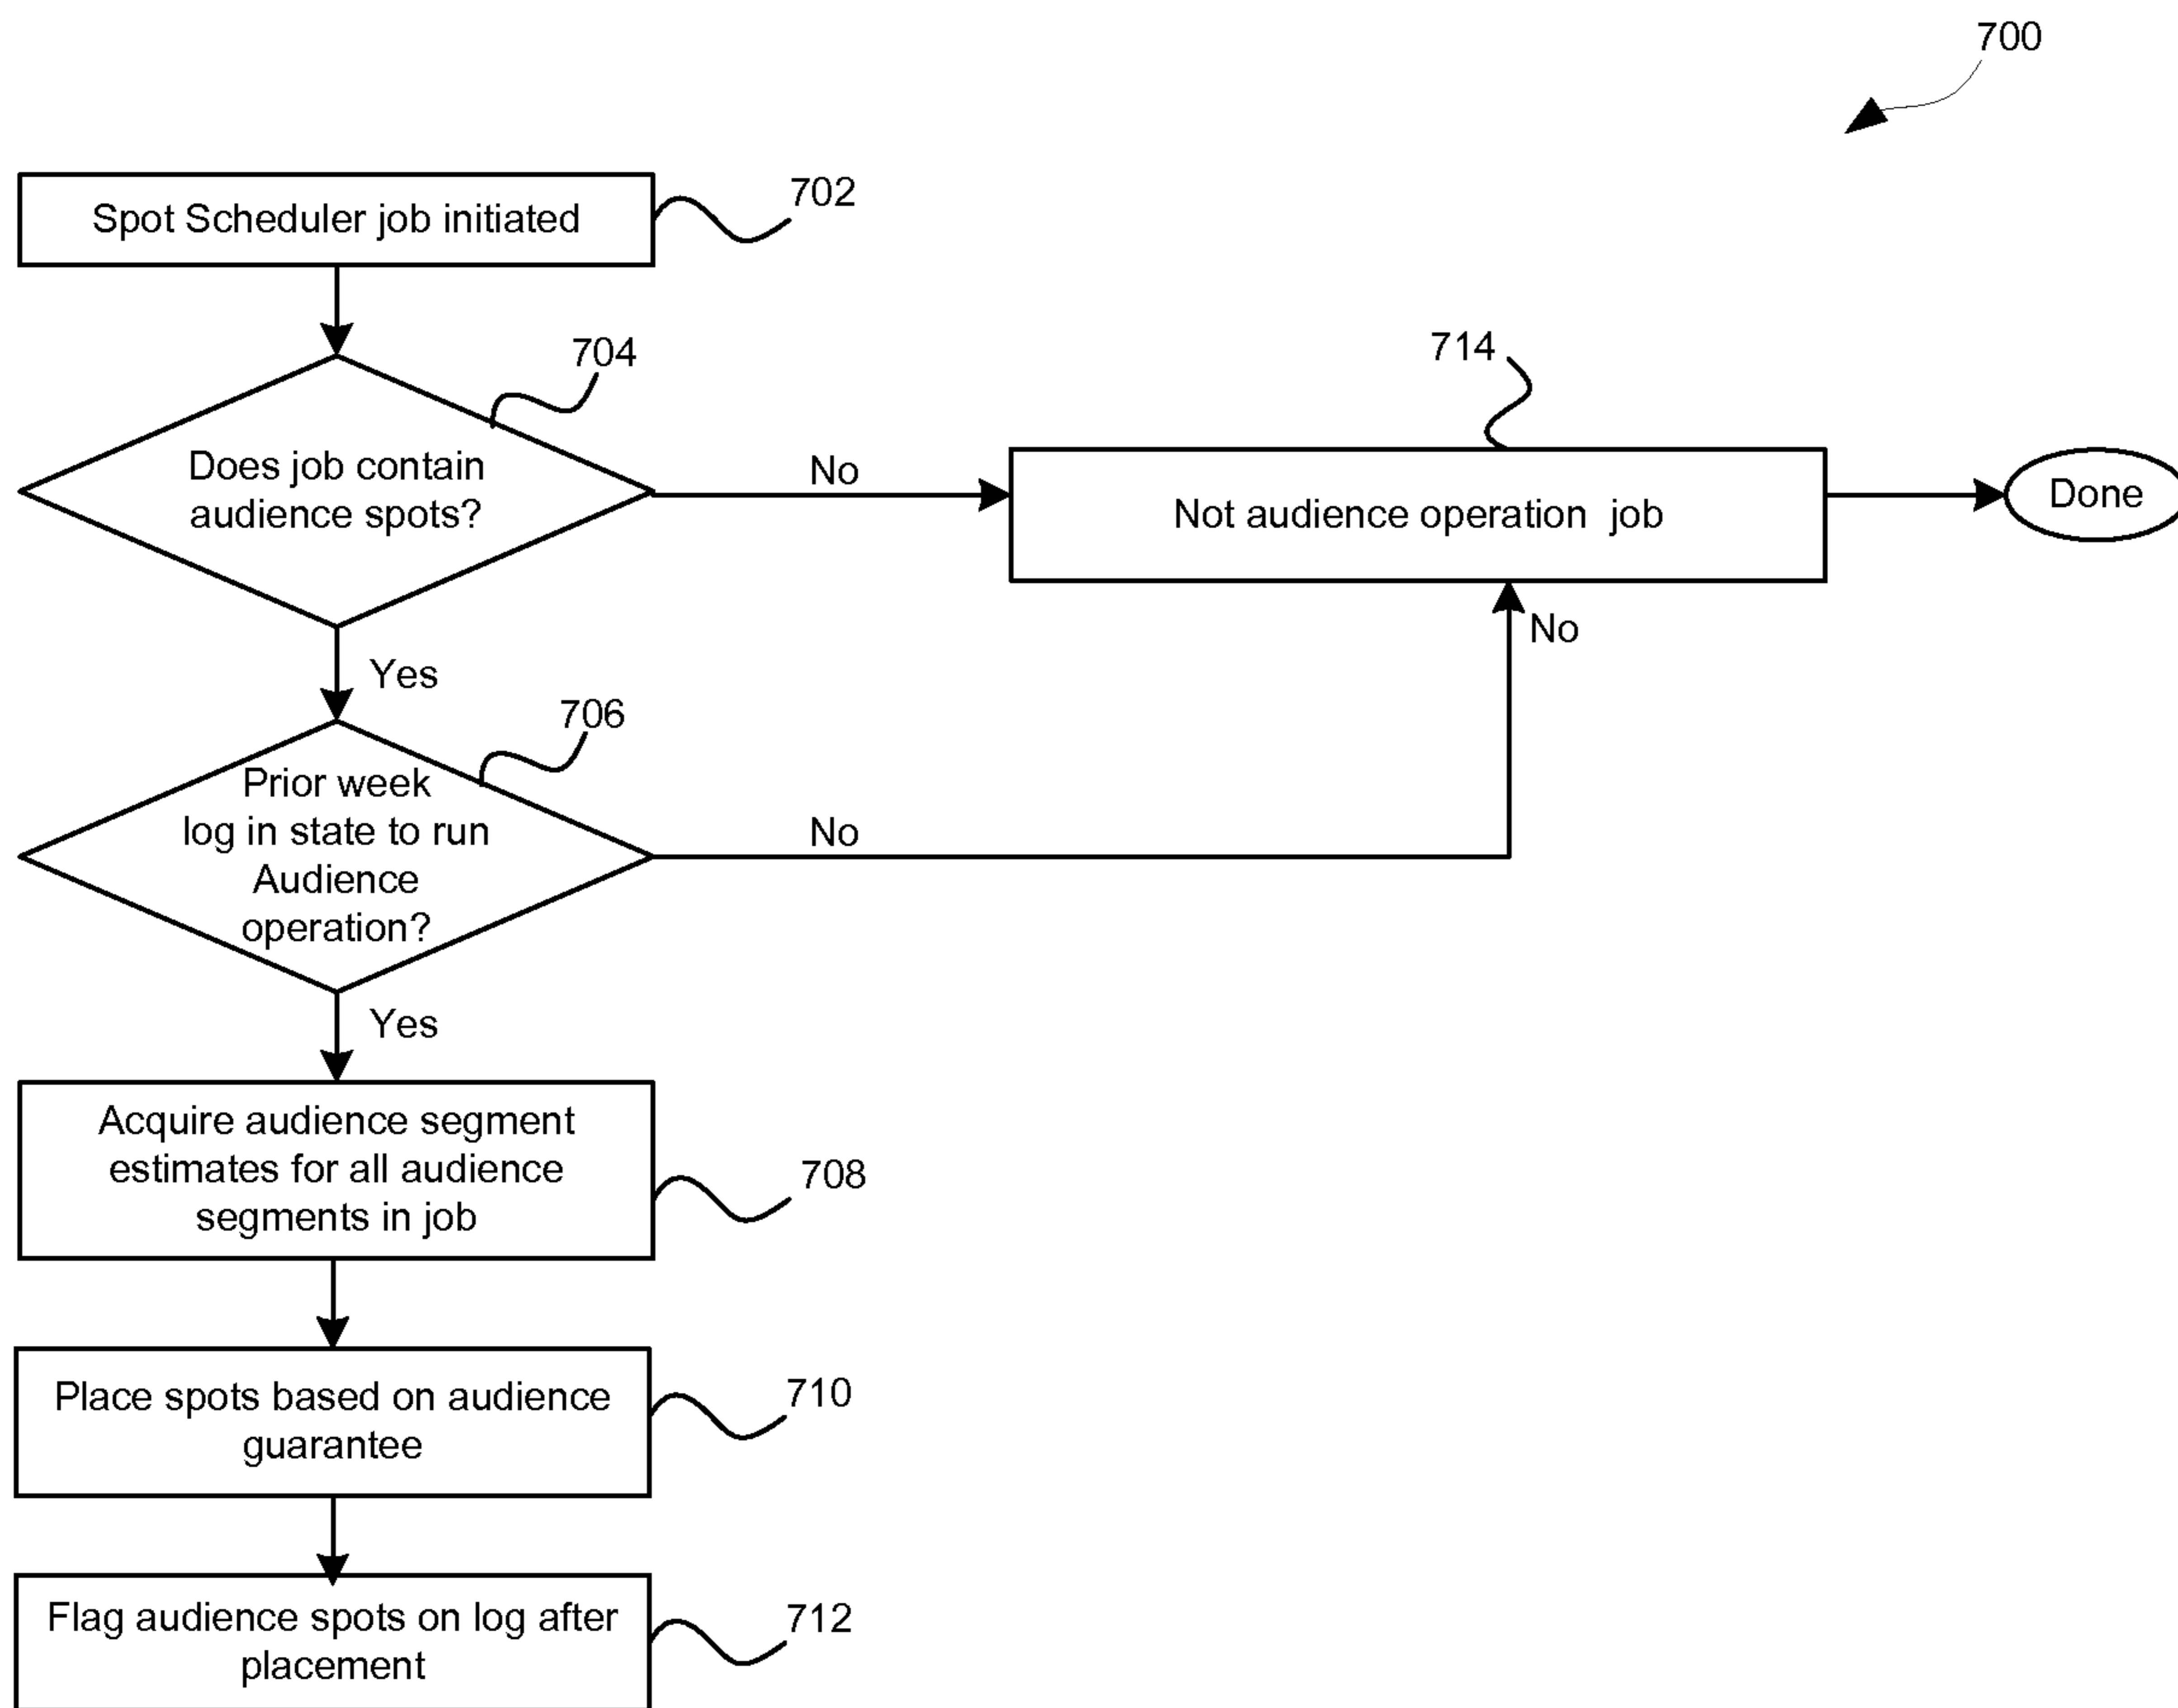 700
Spot Scheduler job initiated
702
704
Does job contain
audience spots?
No
714
Not audience operation job
Done
Yes
No
706
Prior week
log in state to run
Audience
operation?
No
Yes
Acquire audience segment
estimates for all audience
segments in job
708
Place spots based on audience
guarantee
710
Flag audience spots on log after
placement
712